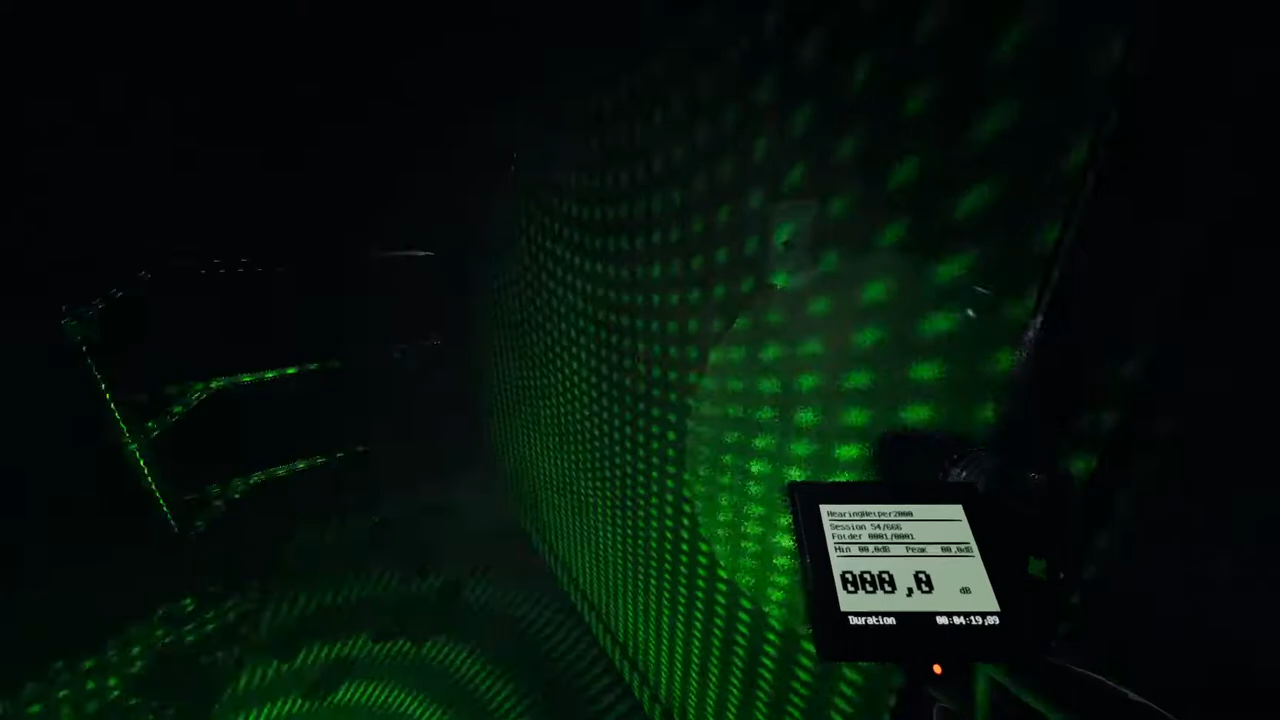 HearingHelper2000
Session 54/666
Folder 0001/0001
Min 00,0dB Peak 00,0dB
000,0 dB
Duration 00:04:19;09